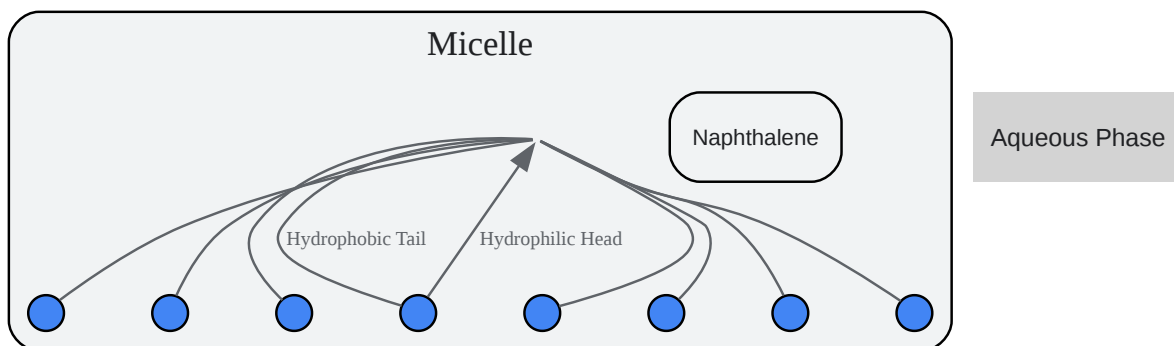 Micelle
Naphthalene
Aqueous Phase
Hydrophobic Tail
Hydrophilic Head